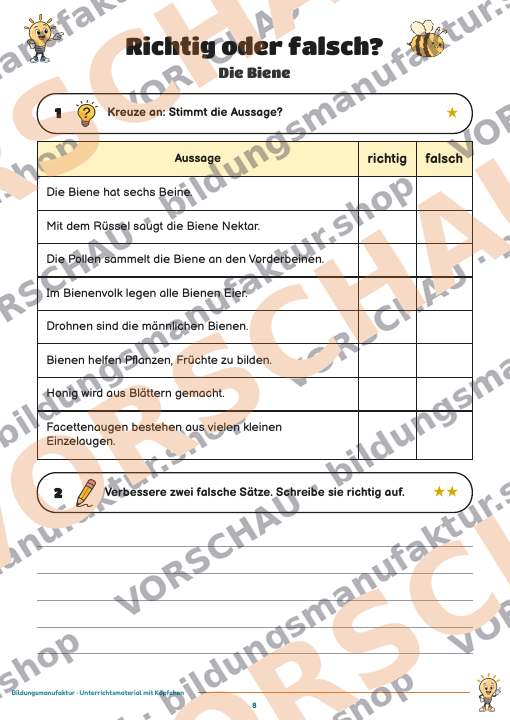 Richtig oder falsch?
Die Biene
1 Kreuze an: Stimmt die Aussage? ★
Aussage richtig falsch
Die Biene hat sechs Beine.
Mit dem Rüssel saugt die Biene Nektar.
Die Pollen sammelt die Biene an den Vorderbeinen.
Im Bienenvolk legen alle Bienen Eier.
Drohnen sind die männlichen Bienen.
Bienen helfen Pflanzen, Früchte zu bilden.
Honig wird aus Blättern gemacht.
Facettenaugen bestehen aus vielen kleinen
Einzelaugen.
2 Verbessere zwei falsche Sätze. Schreibe sie richtig auf. ★★
Bildungsmanufaktur · Unterrichtsmaterial mit Köpfchen
8
VORSCHAU · bildungsmanufaktur.shop
VORSCHAU